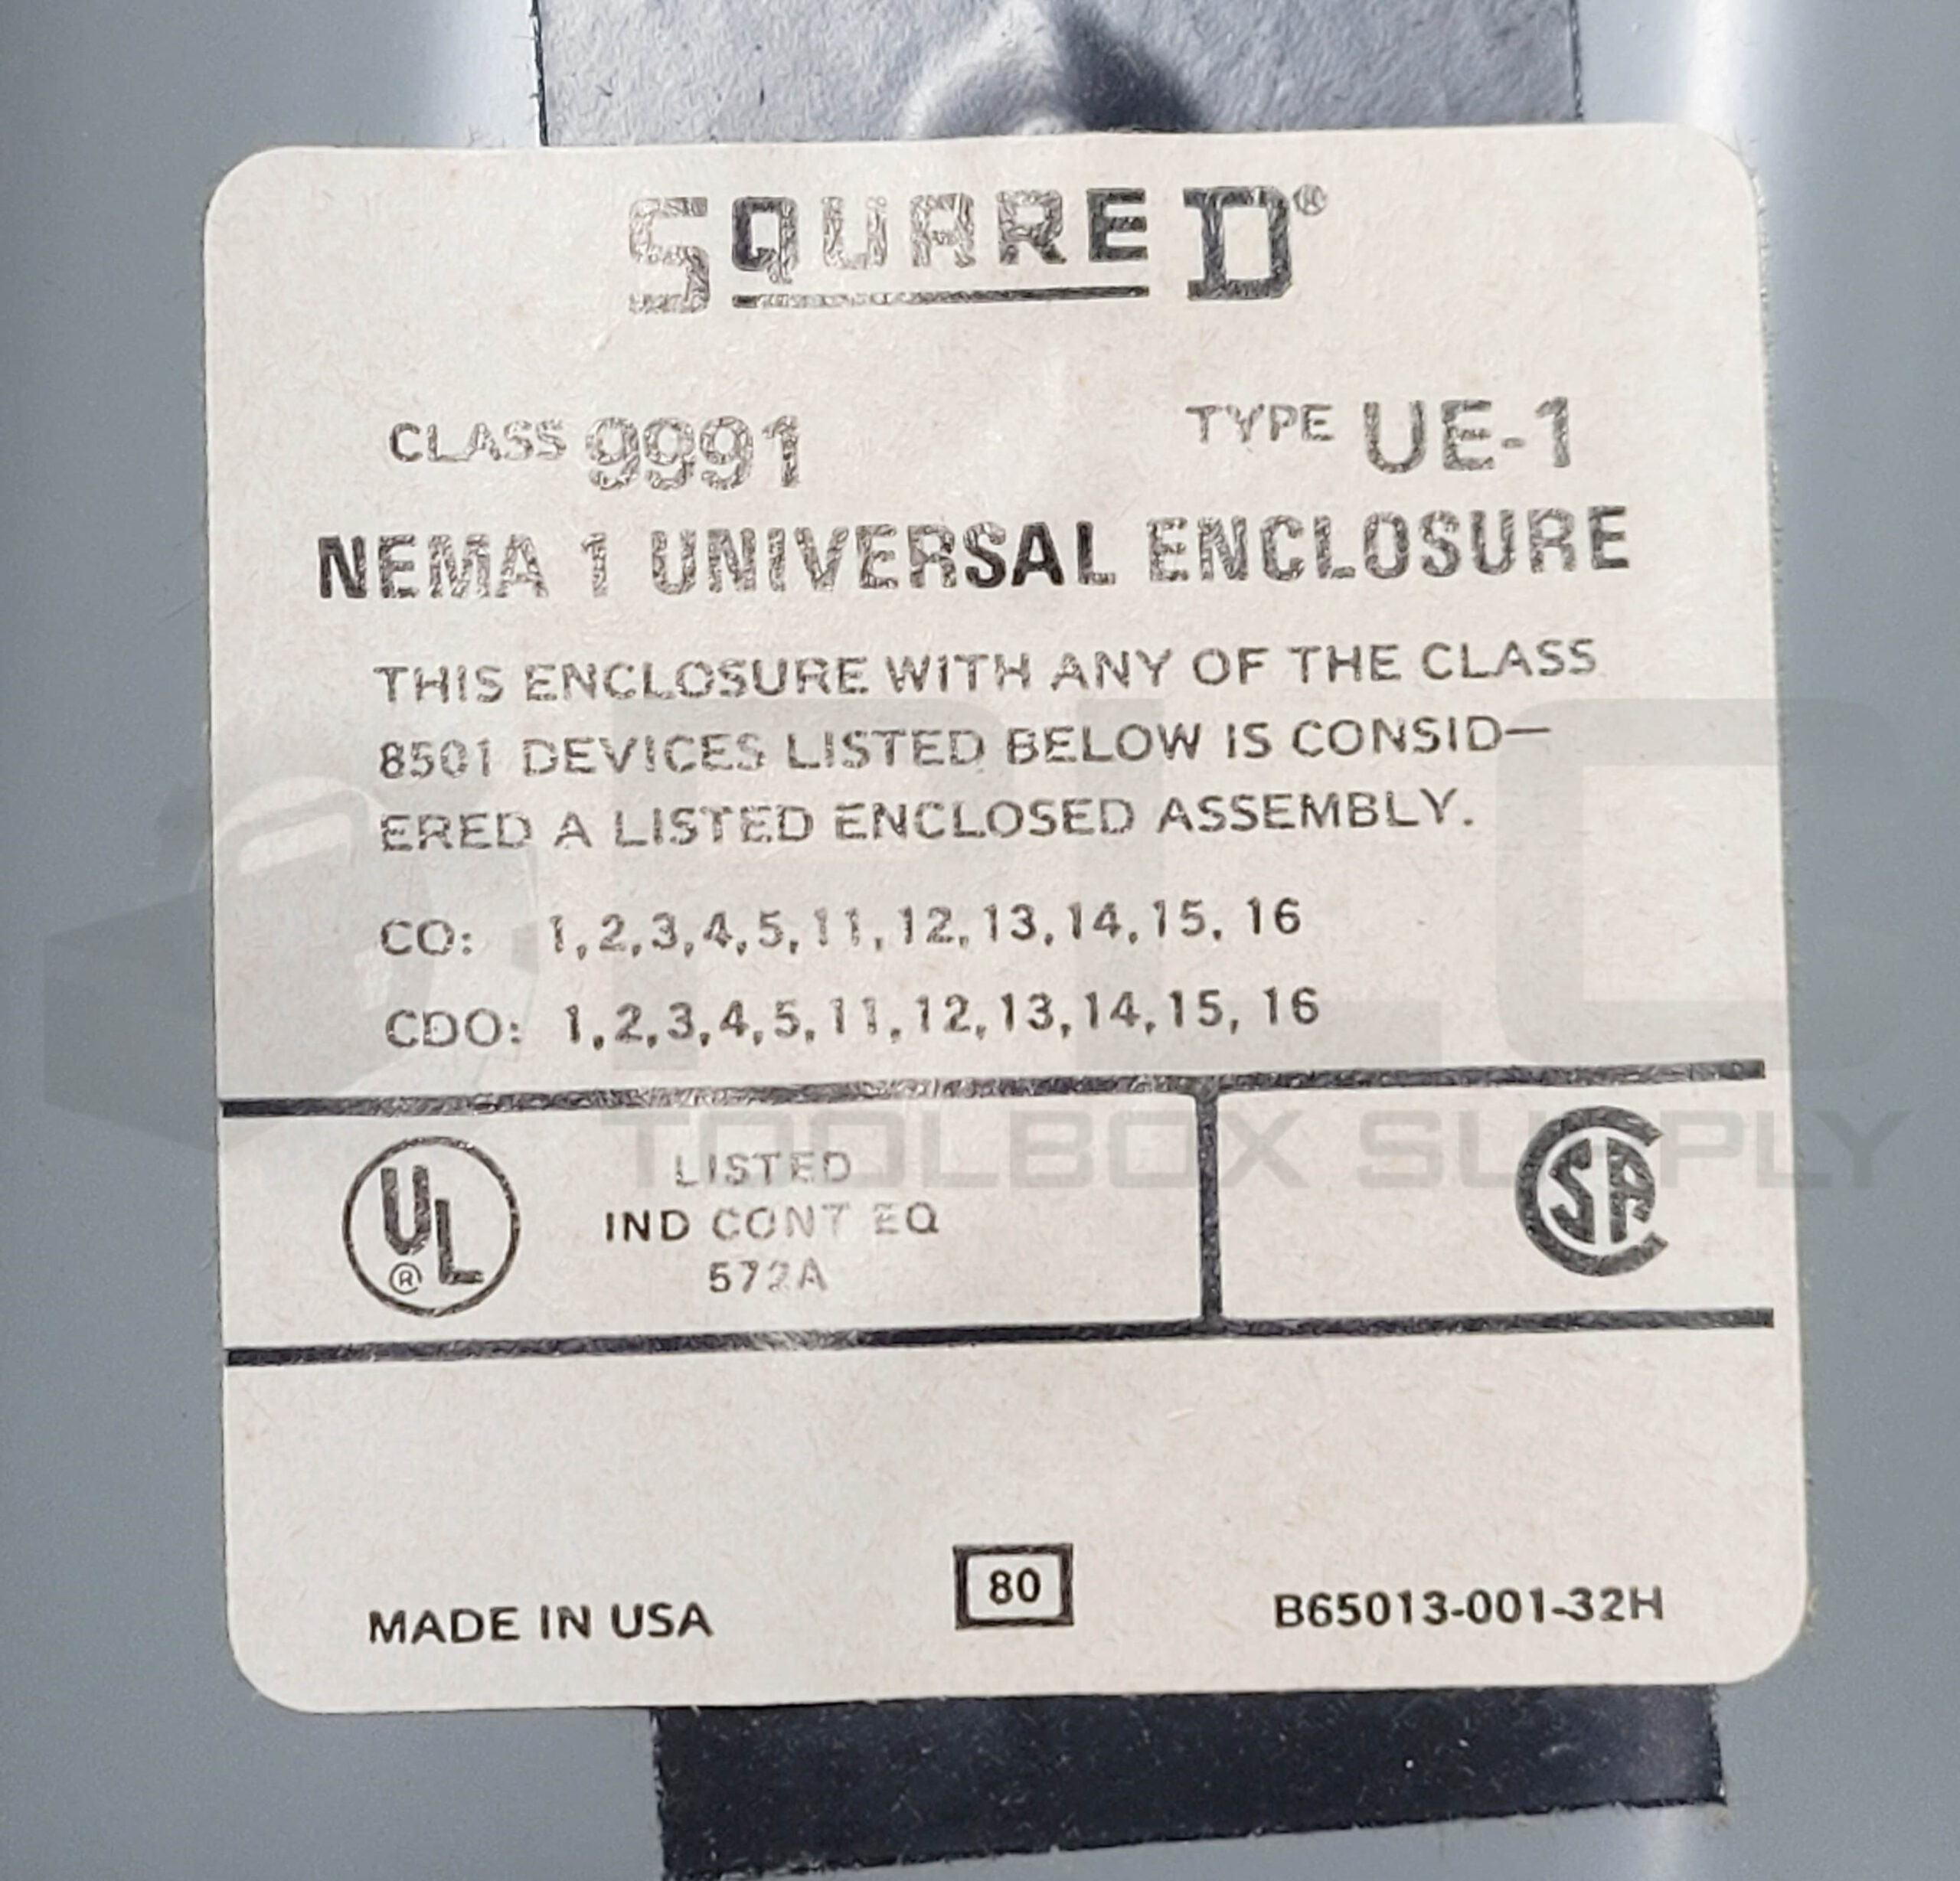 SQUARE D®
CLASS 9991 TYPE UE-1
NEMA 1 UNIVERSAL ENCLOSURE
THIS ENCLOSURE WITH ANY OF THE CLASS
8501 DEVICES LISTED BELOW IS CONSID-
ERED A LISTED ENCLOSED ASSEMBLY.
CO: 1,2,3,4,5,11,12,13,14,15, 16
CDO: 1,2,3,4,5,11,12,13,14,15, 16
PLC
TOOLBOX SUPPLY
UL®
LISTED
IND CONT EQ
572A
CSA
MADE IN USA
80
B65013-001-32H